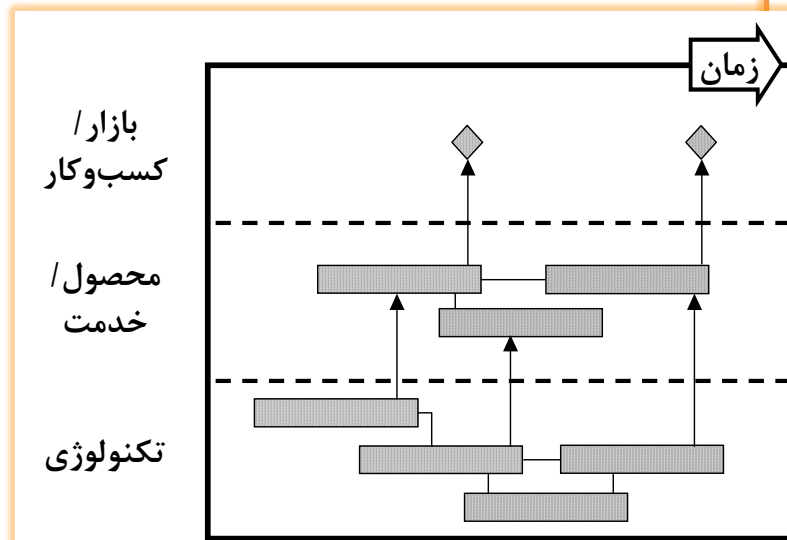 زمان
بازار/
کسب‌وکار
محصول/
خدمت
تکنولوژی